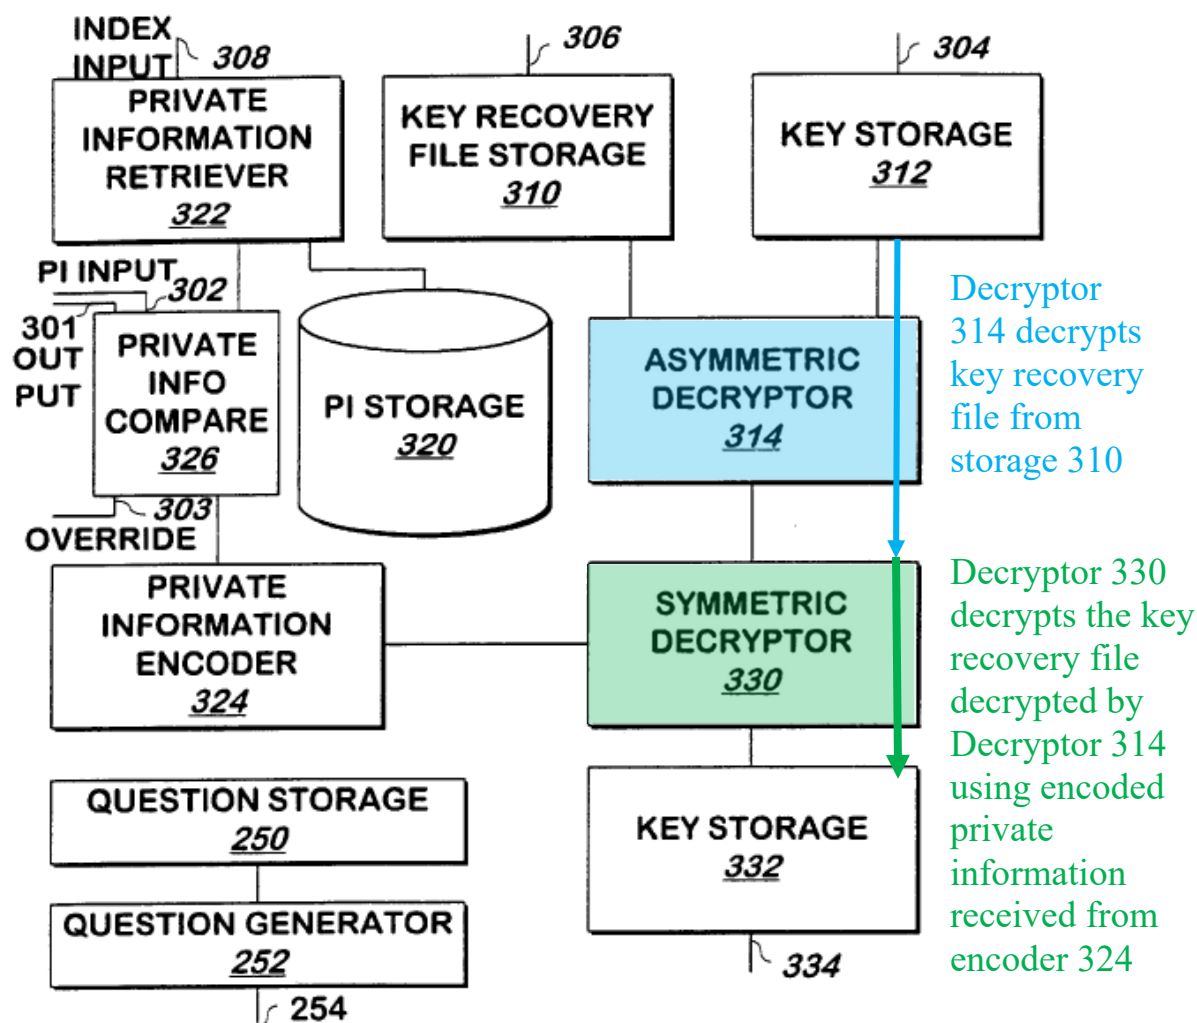 INDEX
INPUT
308
PRIVATE
INFORMATION
RETRIEVER
322
306
KEY RECOVERY
FILE STORAGE
310
304
KEY STORAGE
312
PI INPUT
302
301
OUT
PUT
PRIVATE
INFO
COMPARE
326
303
OVERRIDE
PI STORAGE
320
ASYMMETRIC
DECRYPTOR
314
Decryptor
314 decrypts
key recovery
file from
storage 310
PRIVATE
INFORMATION
ENCODER
324
SYMMETRIC
DECRYPTOR
330
Decryptor 330
decrypts the key
recovery file
decrypted by
Decryptor 314
using encoded
private
information
received from
encoder 324
QUESTION STORAGE
250
QUESTION GENERATOR
252
254
KEY STORAGE
332
334